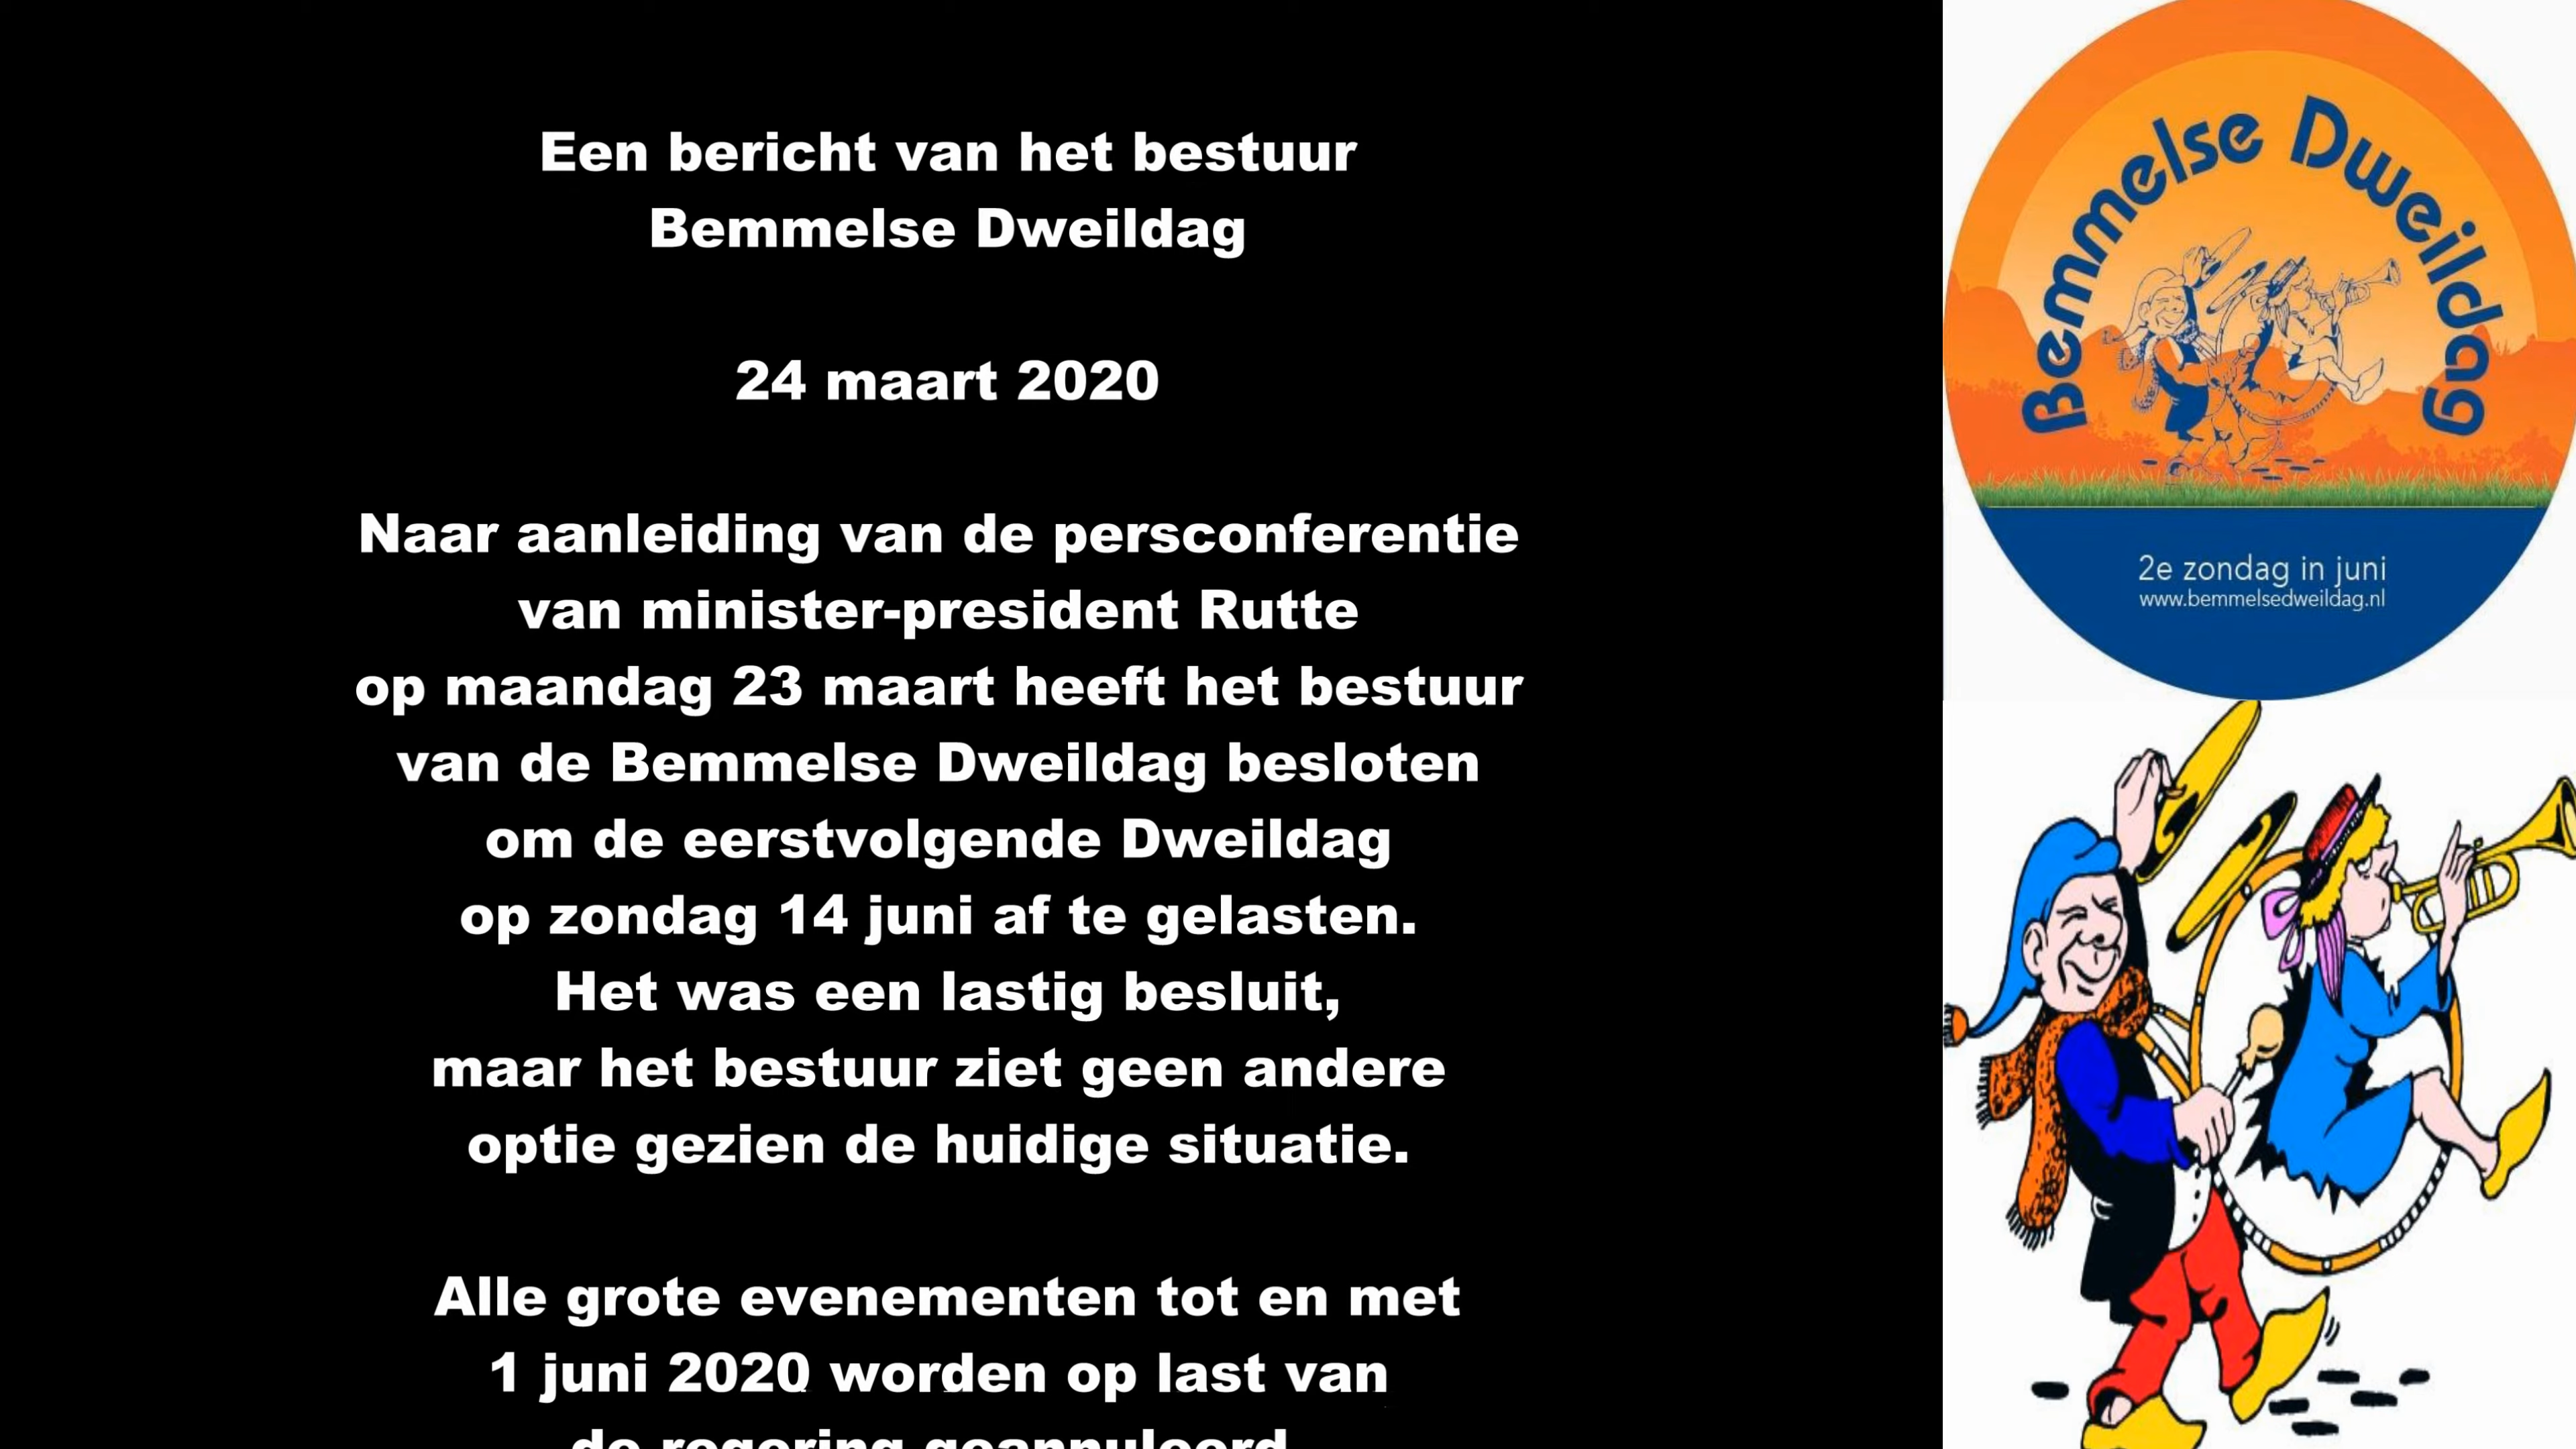 Een bericht van het bestuur
Bemmelse Dweildag
24 maart 2020
Naar aanleiding van de persconferentie
van minister-president Rutte
op maandag 23 maart heeft het bestuur
van de Bemmelse Dweildag besloten
om de eerstvolgende Dweildag
op zondag 14 juni af te gelasten.
Het was een lastig besluit,
maar het bestuur ziet geen andere
optie gezien de huidige situatie.
Alle grote evenementen tot en met
1 juni 2020 worden op last van
de regering geannuleerd
Bemmelse Dweildag
2e zondag in juni
www.bemmelsedweildag.nl